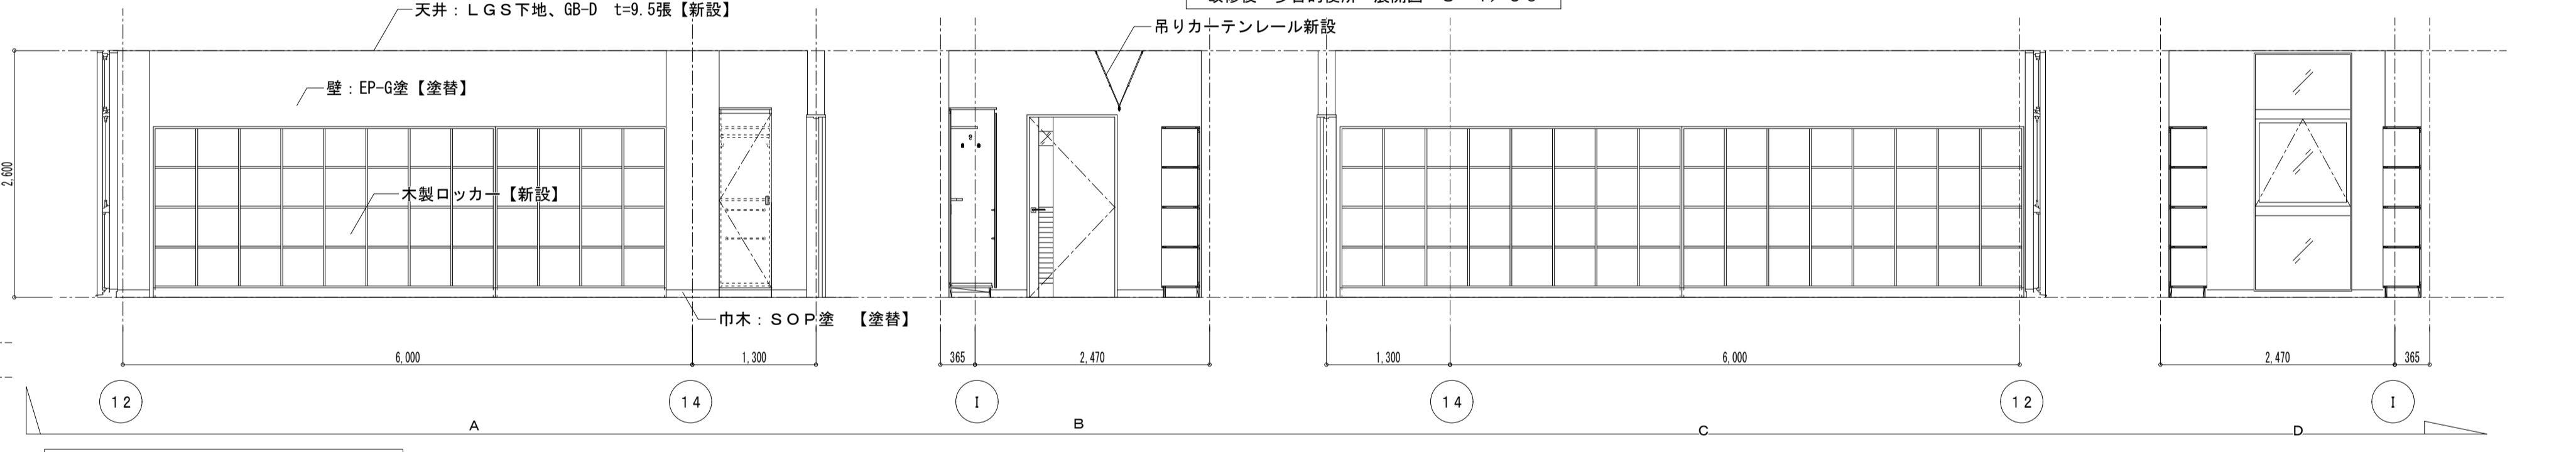 天井：ＬＧＳ下地、GB-D　t=9.5張【新設】
吊りカーテンレール新設
壁：EP-G塗【塗替】
2,600
木製ロッカー【新設】
巾木：ＳＯＰ塗　【塗替】
6,000
1,300
365
2,470
1,300
6,000
2,470
365
１２
１４
Ｉ
１４
１２
Ｉ
A
B
C
D